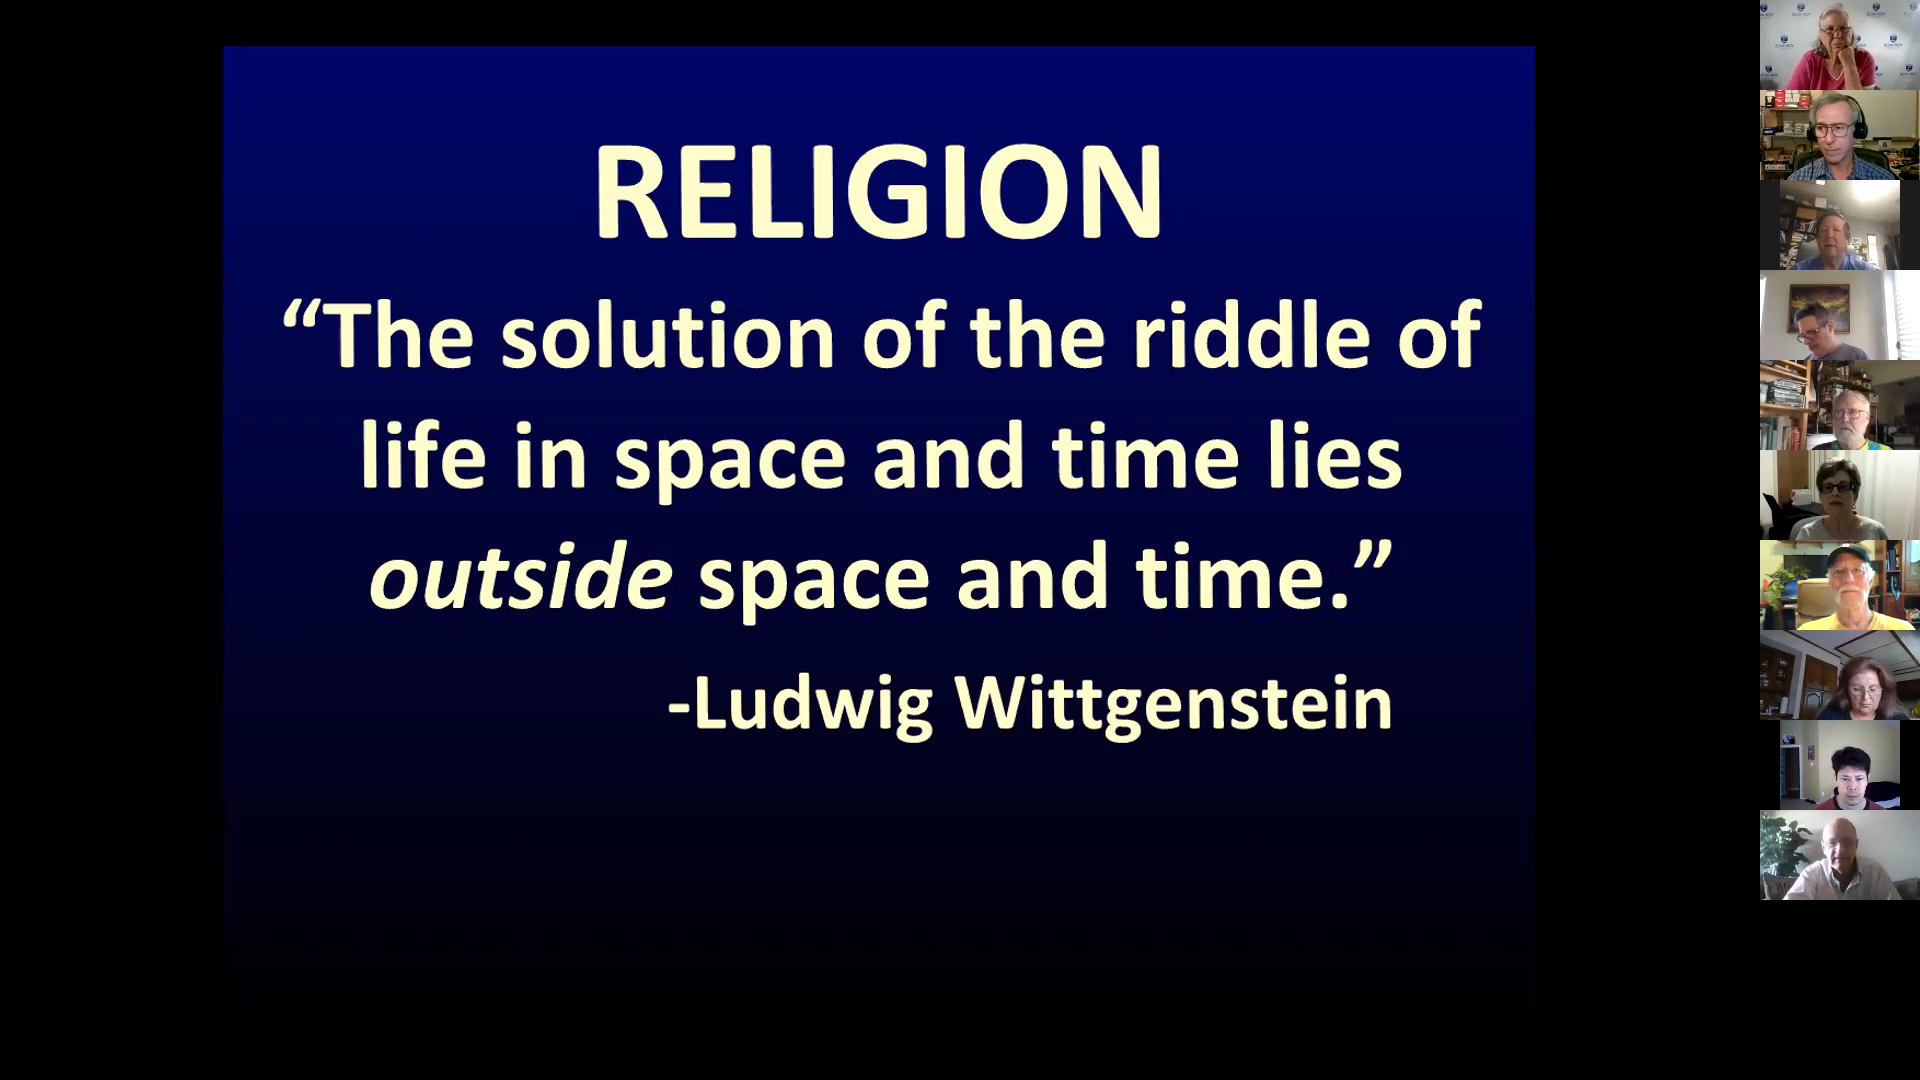 RELIGION
“The solution of the riddle of
life in space and time lies
outside space and time.”
-Ludwig Wittgenstein